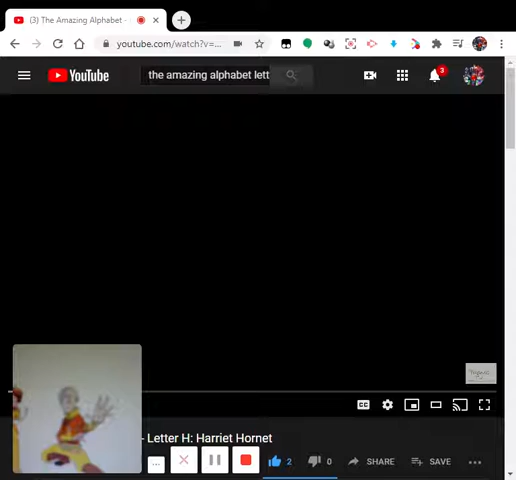 (3) The Amazing Alphabet -
youtube.com/watch?v=...
YouTube
the amazing alphabet lett
3
CC
- Letter H: Harriet Hornet
2
0
SHARE
SAVE